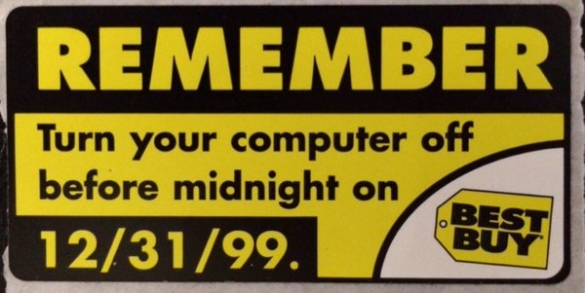 REMEMBER
Turn your computer off
before midnight on
12/31/99.
BEST
BUY